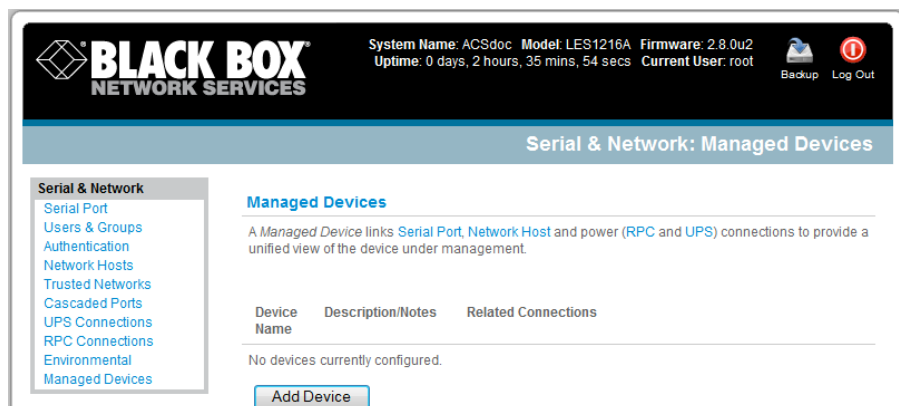 BLACK BOX®
NETWORK SERVICES
System Name: ACSdoc Model: LES1216A Firmware: 2.8.0u2
Uptime: 0 days, 2 hours, 35 mins, 54 secs Current User: root
Backup
Log Out
Serial & Network: Managed Devices
Serial & Network
Serial Port
Users & Groups
Authentication
Network Hosts
Trusted Networks
Cascaded Ports
UPS Connections
RPC Connections
Environmental
Managed Devices
Managed Devices
A Managed Device links Serial Port, Network Host and power (RPC and UPS) connections to provide a
unified view of the device under management.
Device Name
Description/Notes
Related Connections
No devices currently configured.
Add Device